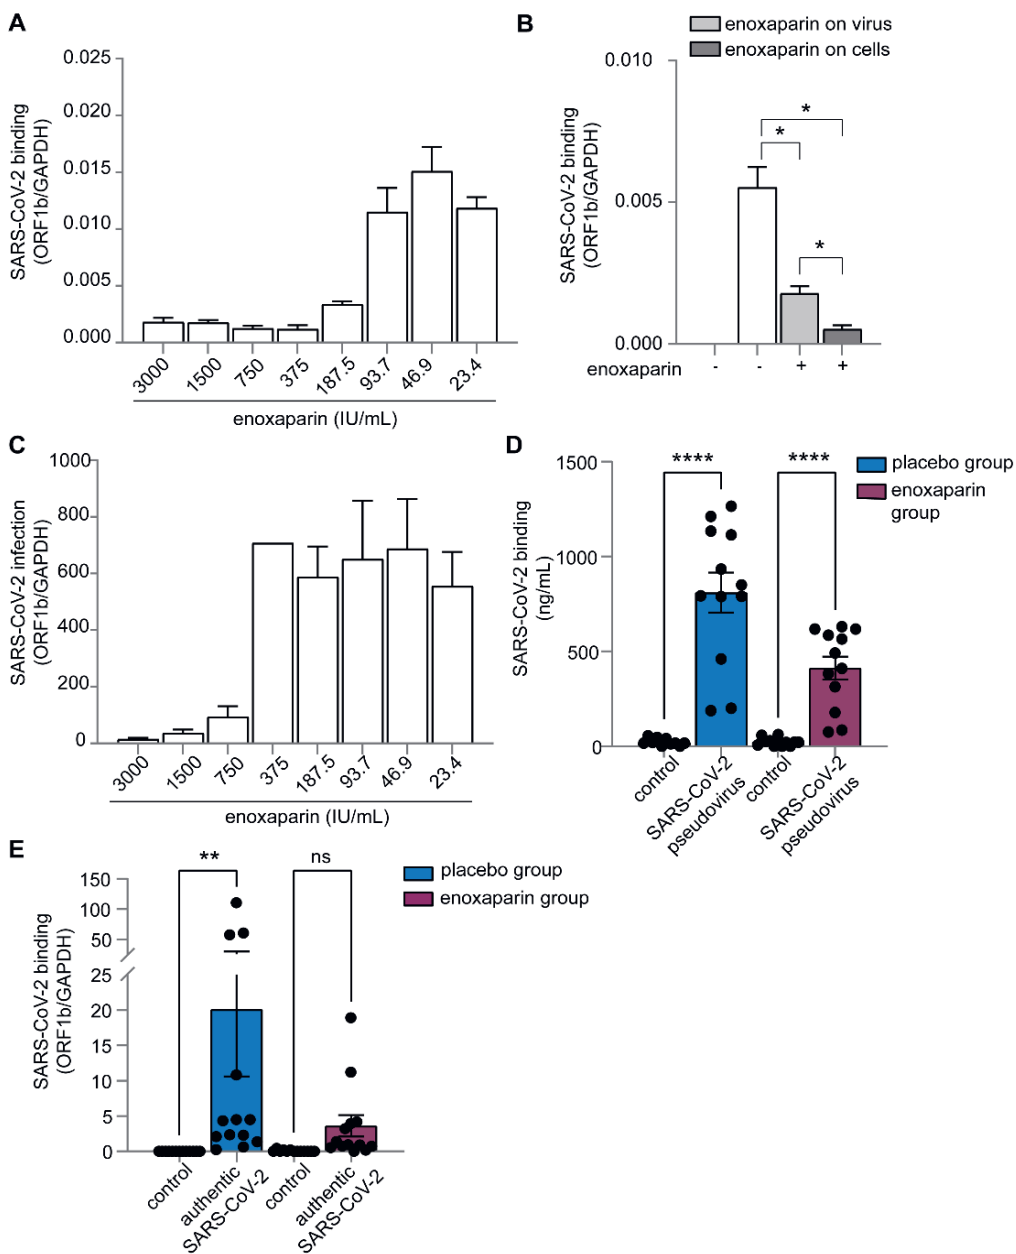 A
SARS-CoV-2 binding
(ORF1b/GAPDH)
0.025
0.020
0.015
0.010
0.005
0.000
3000
1500
750
375
187.5
93.7
46.9
23.4
enoxaparin (IU/mL)
B
enoxaparin on virus
enoxaparin on cells
SARS-CoV-2 binding
(ORF1b/GAPDH)
0.010
0.005
0.000
*
*
*
enoxaparin - - + +
C
SARS-CoV-2 infection
(ORF1b/GAPDH)
1000
800
600
400
200
0
3000
1500
750
375
187.5
93.7
46.9
23.4
enoxaparin (IU/mL)
D
SARS-CoV-2 binding
(ng/mL)
1500
1000
500
0
**** ****
placebo group
enoxaparin
group
control
SARS-CoV-2
pseudovirus
control
SARS-CoV-2
pseudovirus
E
SARS-CoV-2 binding
(ORF1b/GAPDH)
150
100
50
25
20
15
10
5
0
** ns
placebo group
enoxaparin group
control
authentic
SARS-CoV-2
control
authentic
SARS-CoV-2